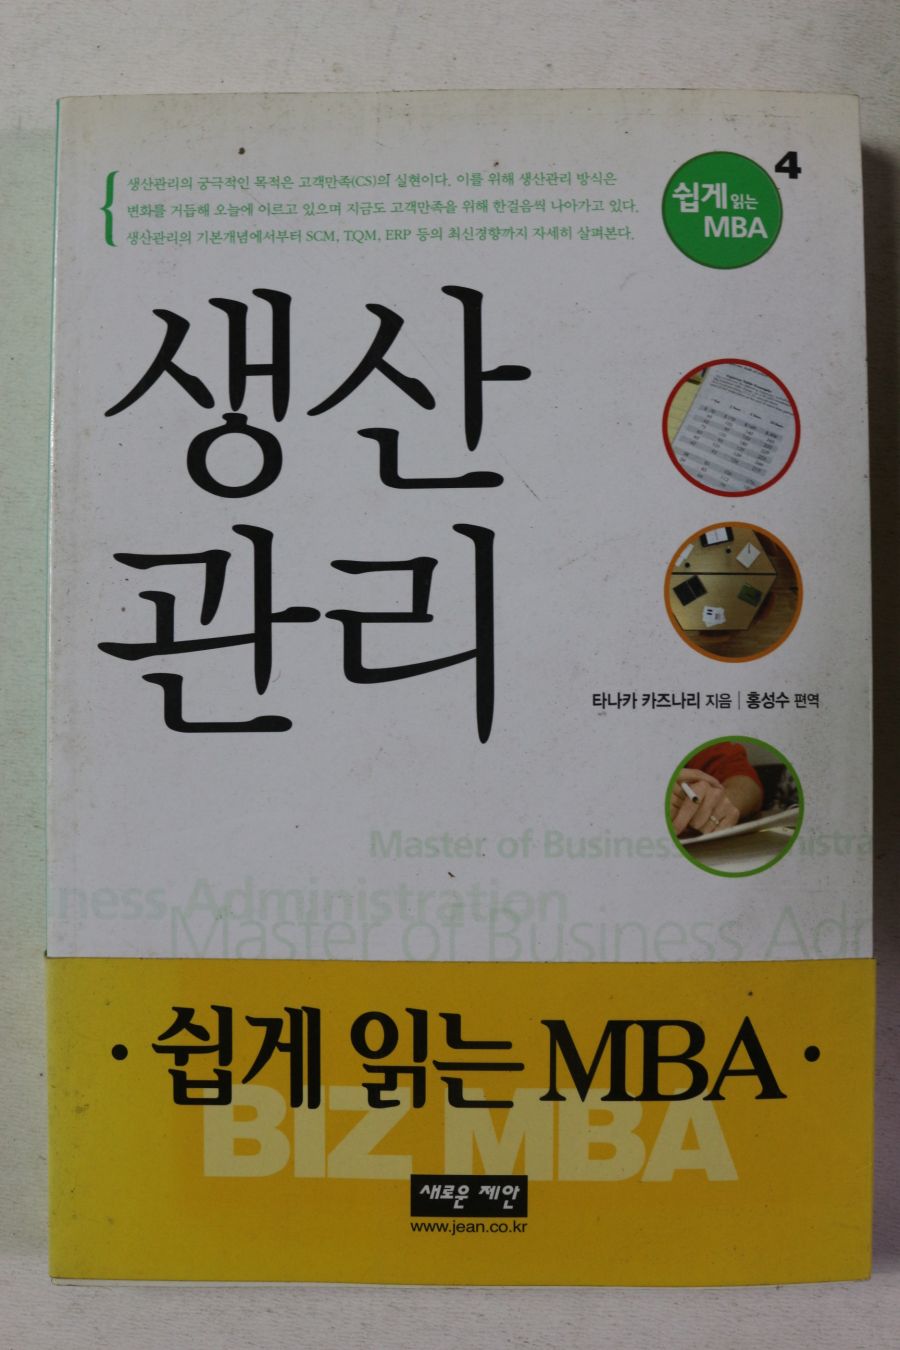 생산관리의 궁극적인 목적은 고객만족(CS)의 실현이다. 이를 위해 생산관리 방식은
변화를 거듭해 오늘에 이르고 있으며 지금도 고객만족을 위해 한걸음씩 나아가고 있다.
생산관리의 기본개념에서부터 SCM, TQM, ERP 등의 최신경향까지 자세히 살펴본다.
4
쉽게 읽는
MBA
생산
관리
타나카 카즈나리 지음 | 홍성수 편역
Master of Business
Administration
Master of Business
· 쉽게 읽는 MBA ·
BIZ MBA
새로운 제안
www.jean.co.kr